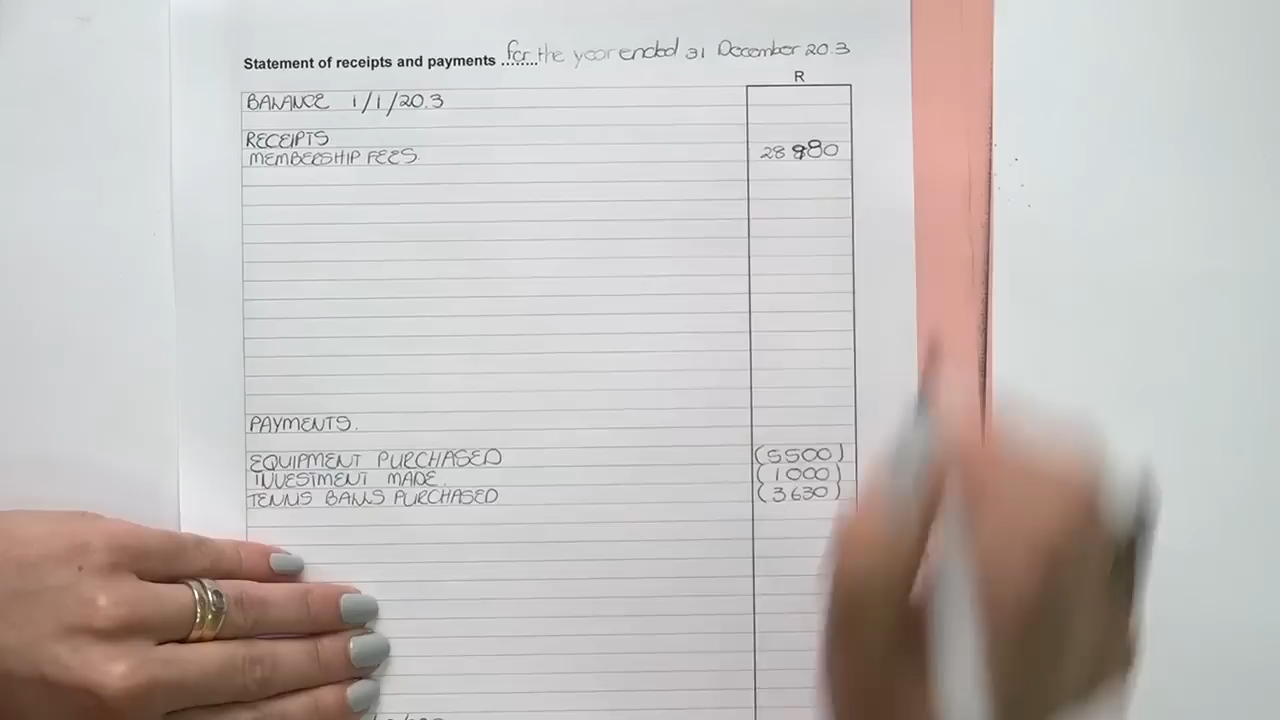 Statement of receipts and payments ....... for the year ended 31 December 20.3
R
BALANCE 1/1/20.3
RECEIPTS
MEMBERSHIP FEES. 28 980
PAYMENTS.
EQUIPMENT PURCHASED (5500)
INVESTMENT MADE. (1000)
TENNIS BALLS PURCHASED (3630)